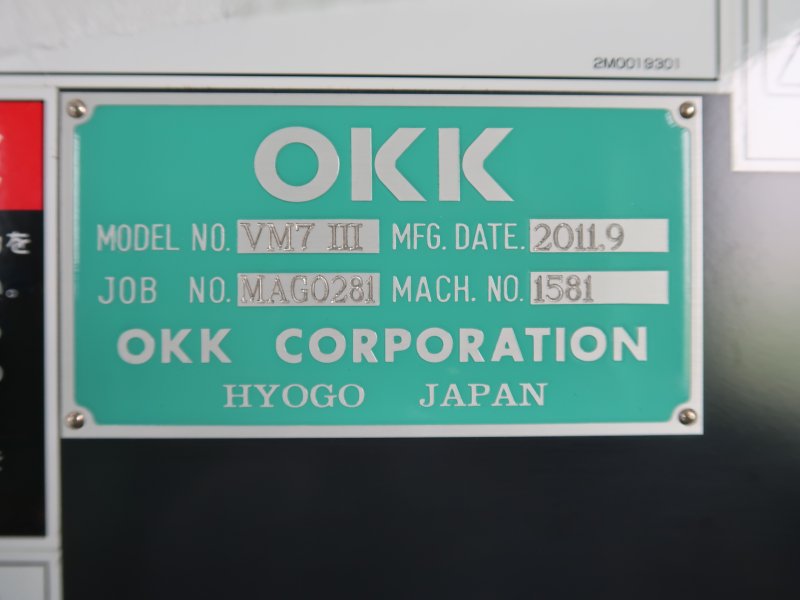 2M0019301
OKK
MODEL NO. VM7 III MFG. DATE. 2011.9
JOB NO. MAG0281 MACH. NO. 1581
OKK CORPORATION
HYOGO JAPAN
を